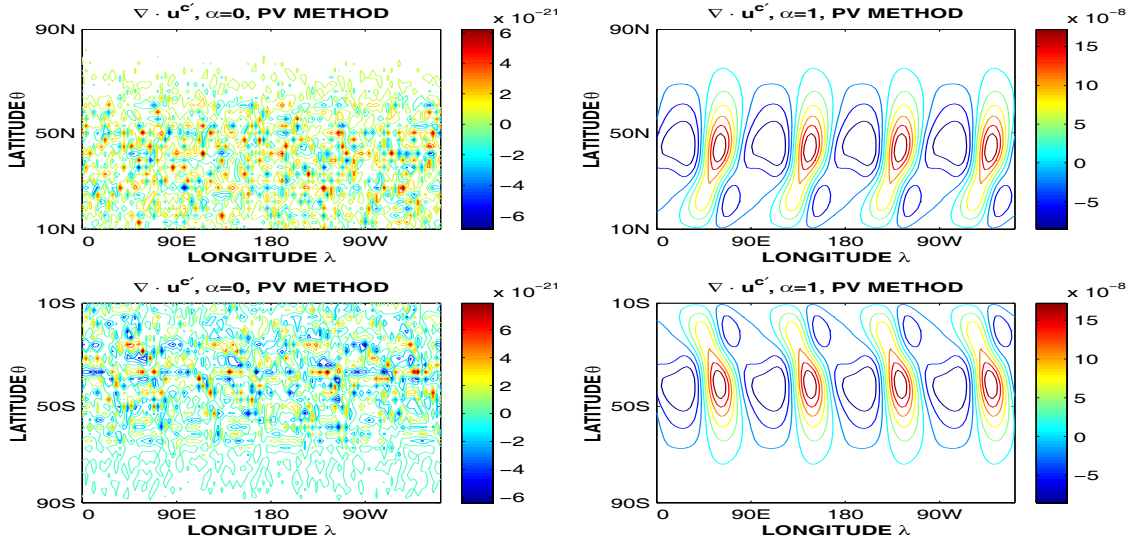 ∇ · u^c′, α=0, PV METHOD
x 10^−21
90N
50N
10N
LATITUDE θ
0 90E 180 90W
LONGITUDE λ
6
4
2
0
−2
−4
−6
∇ · u^c′, α=1, PV METHOD
x 10^−8
90N
50N
10N
LATITUDE θ
0 90E 180 90W
LONGITUDE λ
15
10
5
0
−5
∇ · u^c′, α=0, PV METHOD
x 10^−21
10S
50S
90S
LATITUDE θ
0 90E 180 90W
LONGITUDE λ
6
4
2
0
−2
−4
−6
∇ · u^c′, α=1, PV METHOD
x 10^−8
10S
50S
90S
LATITUDE θ
0 90E 180 90W
LONGITUDE λ
15
10
5
0
−5